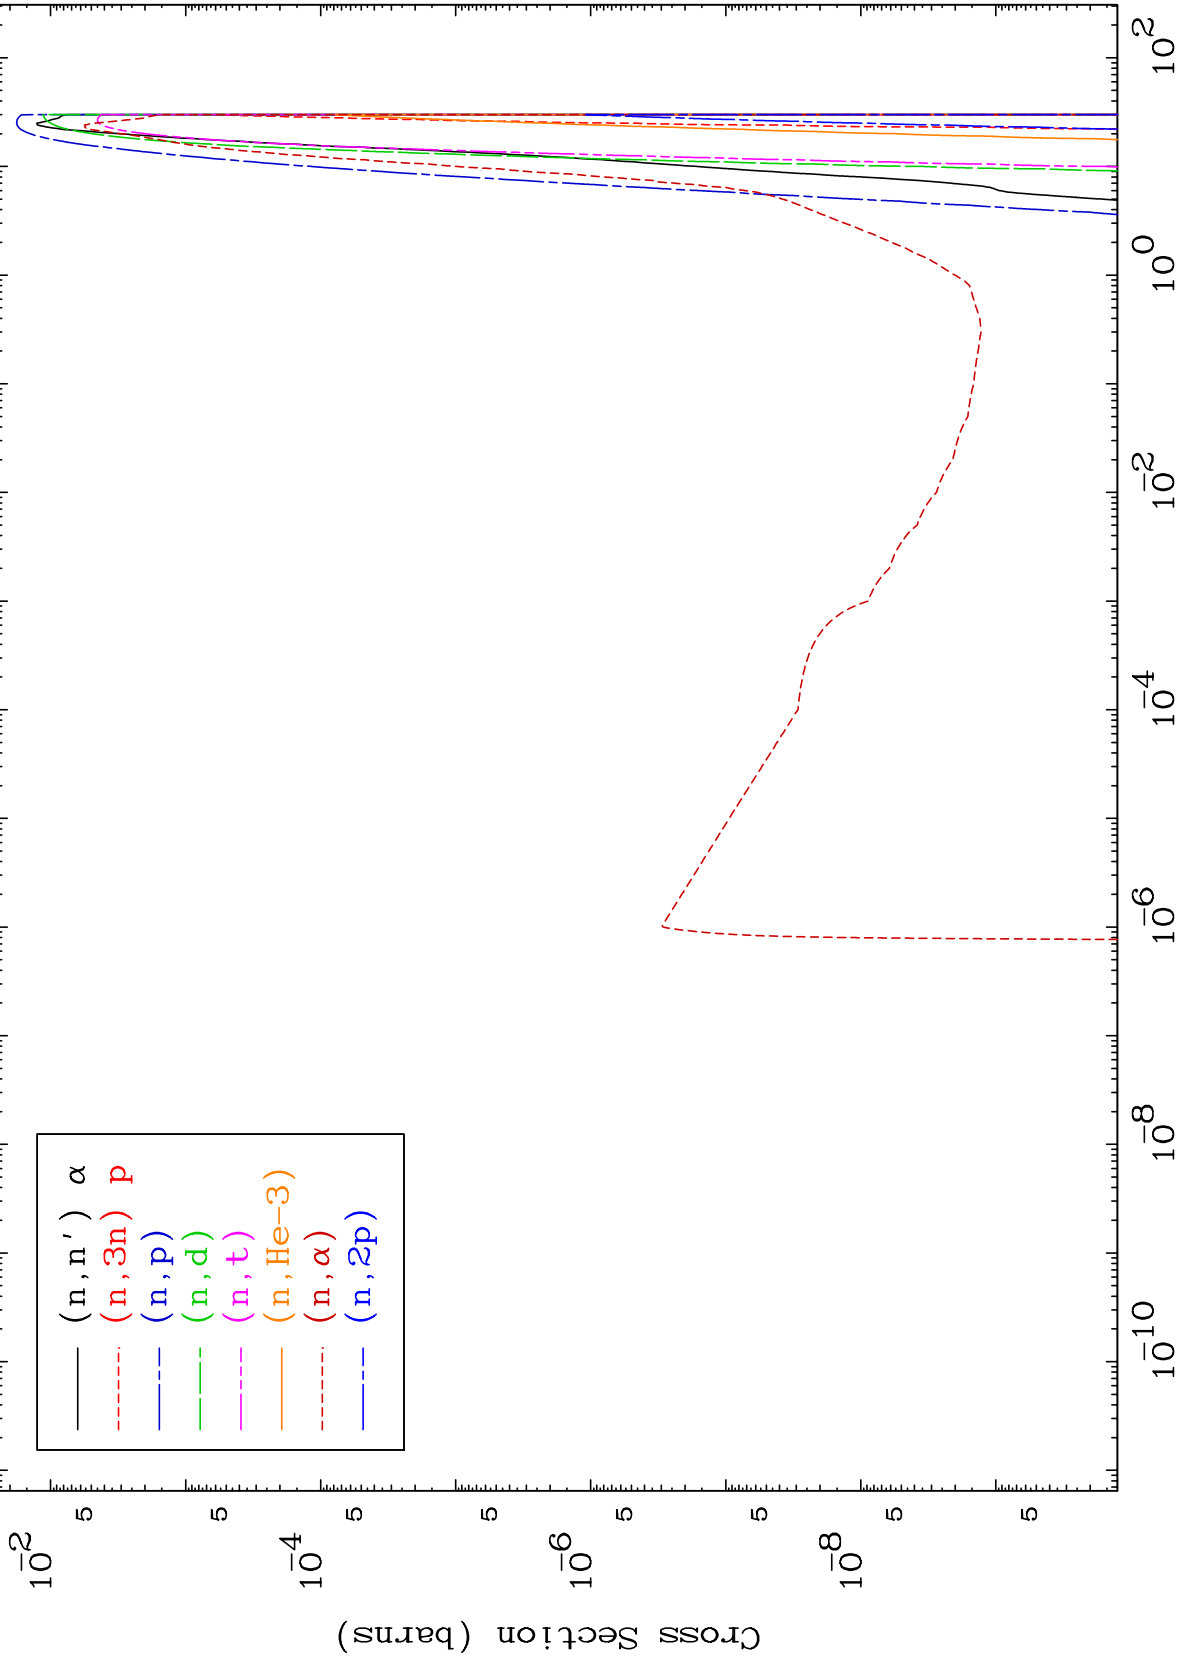 (n,n') α
(n,3n) p
(n,p)
(n,d)
(n,t)
(n,He-3)
(n,α)
(n,2p)
Cross Section (barns)
10^-2
5
5
10^-4
5
5
10^-6
5
5
10^-8
5
5
10^-10
10^-8
10^-6
10^-4
10^-2
10^0
10^2